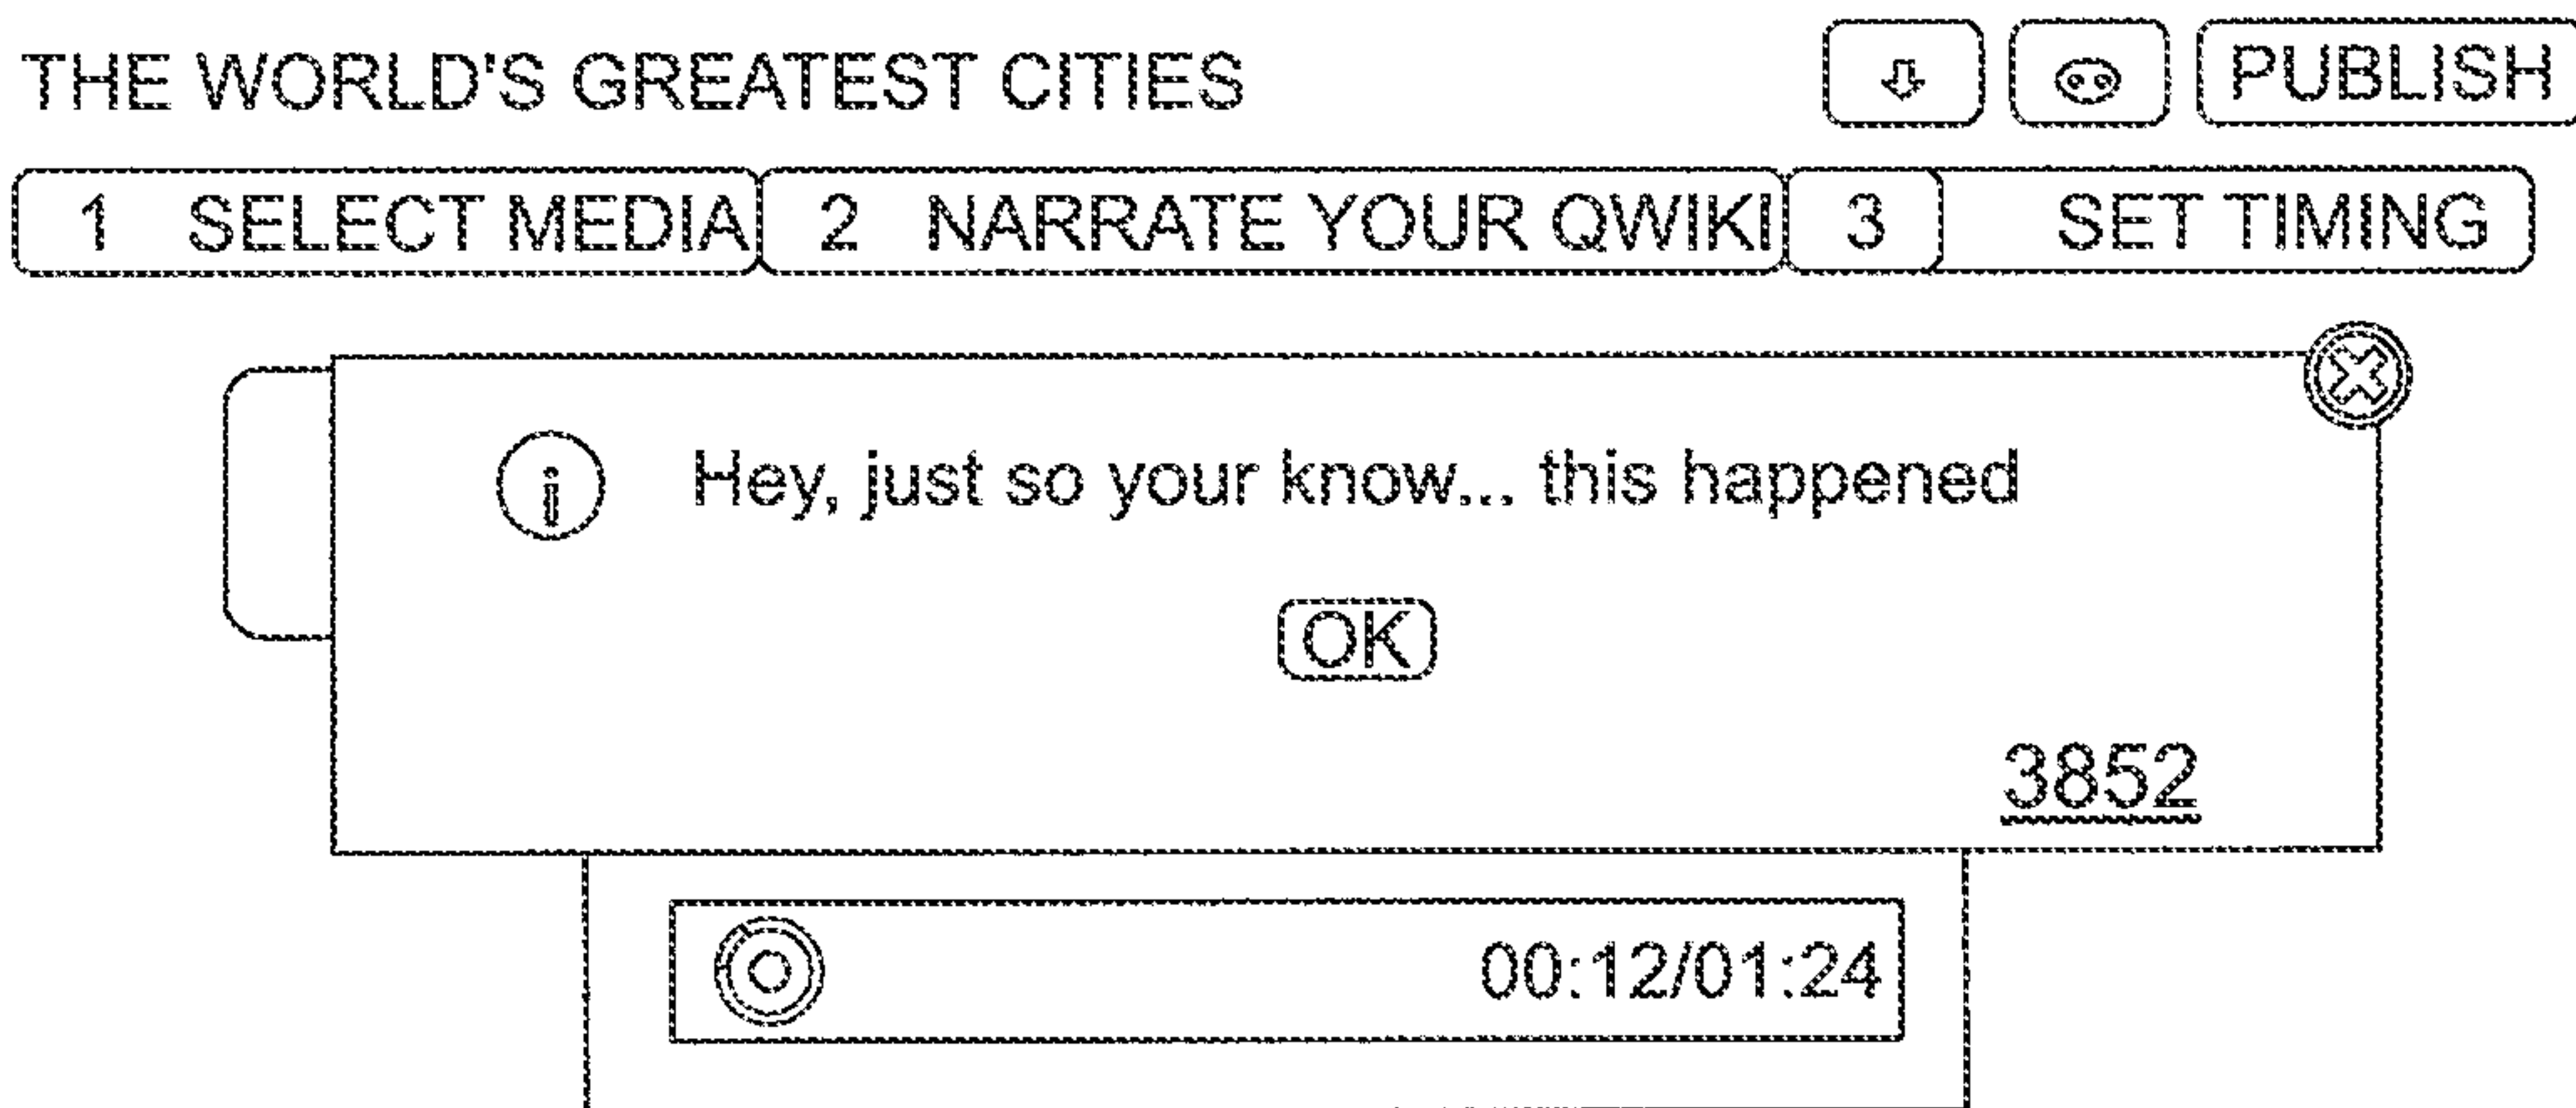 THE WORLD'S GREATEST CITIES PUBLISH
1 SELECT MEDIA 2 NARRATE YOUR QWIKI 3 SET TIMING
i Hey, just so your know... this happened
OK
3852
00:12/01:24